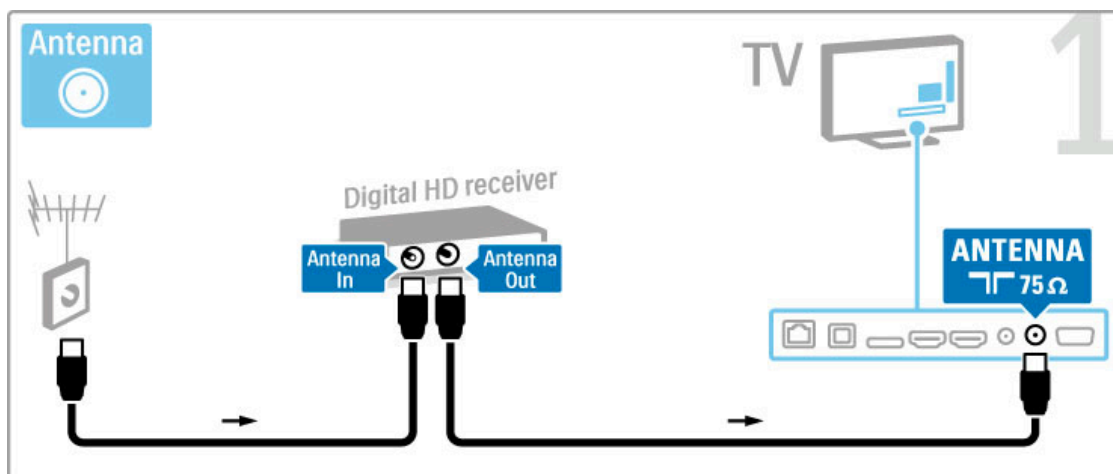 Antenna
TV
1
Digital HD receiver
Antenna
In
Antenna
Out
ANTENNA
75 Ω